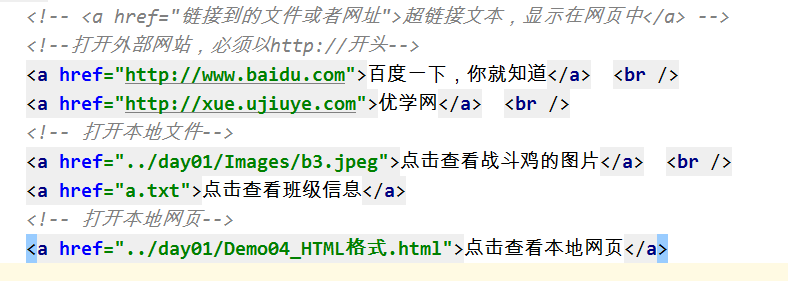 <!-- <a href="链接到的文件或者网址">超链接文本，显示在网页中</a> -->
<!--打开外部网站，必须以http://开头-->
<a href="http://www.baidu.com">百度一下，你就知道</a>  <br />
<a href="http://xue.ujiuye.com">优学网</a>  <br />
<!-- 打开本地文件-->
<a href="../day01/Images/b3.jpeg">点击查看战斗鸡的图片</a>  <br />
<a href="a.txt">点击查看班级信息</a>
<!-- 打开本地网页-->
<a href="../day01/Demo04_HTML格式.html">点击查看本地网页</a>